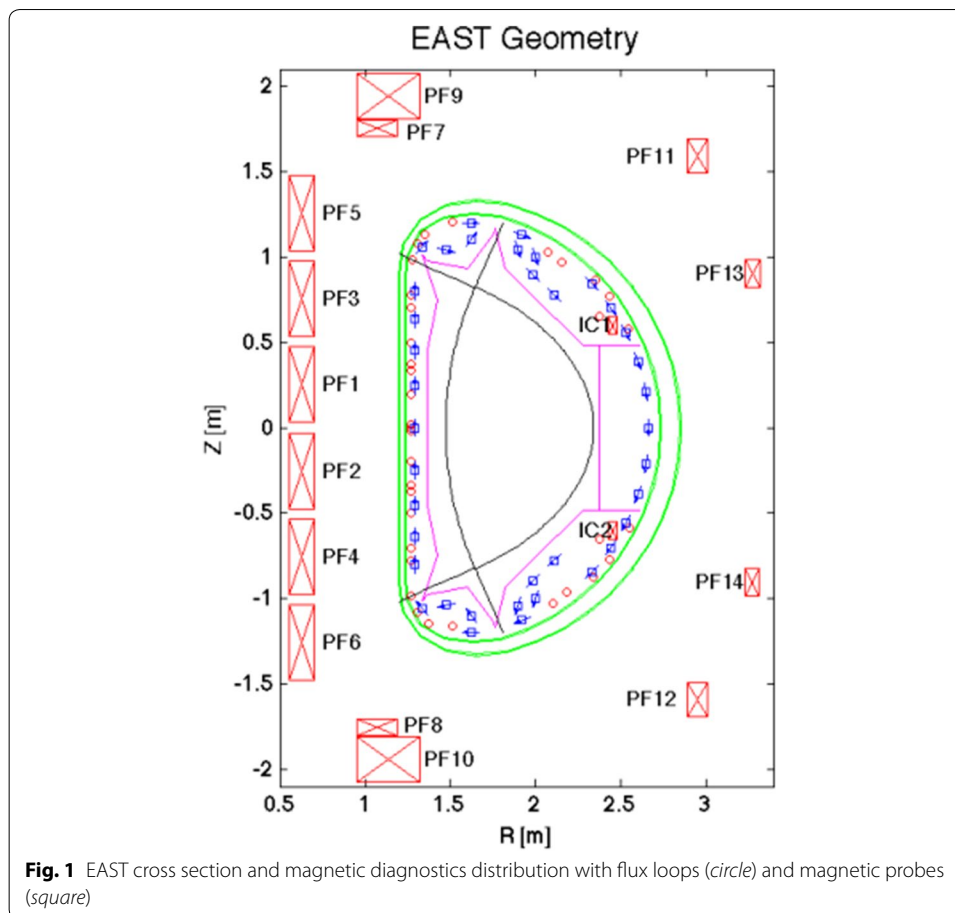 EAST Geometry
2
1.5
1
0.5
0
-0.5
-1
-1.5
-2
Z [m]
PF9
PF7
PF11
PF5
PF13
PF3
IC1
PF1
PF2
IC2
PF4
PF14
PF6
PF12
PF8
PF10
0.5 1 1.5 2 2.5 3
R [m]
Fig. 1 EAST cross section and magnetic diagnostics distribution with flux loops (circle) and magnetic probes
(square)